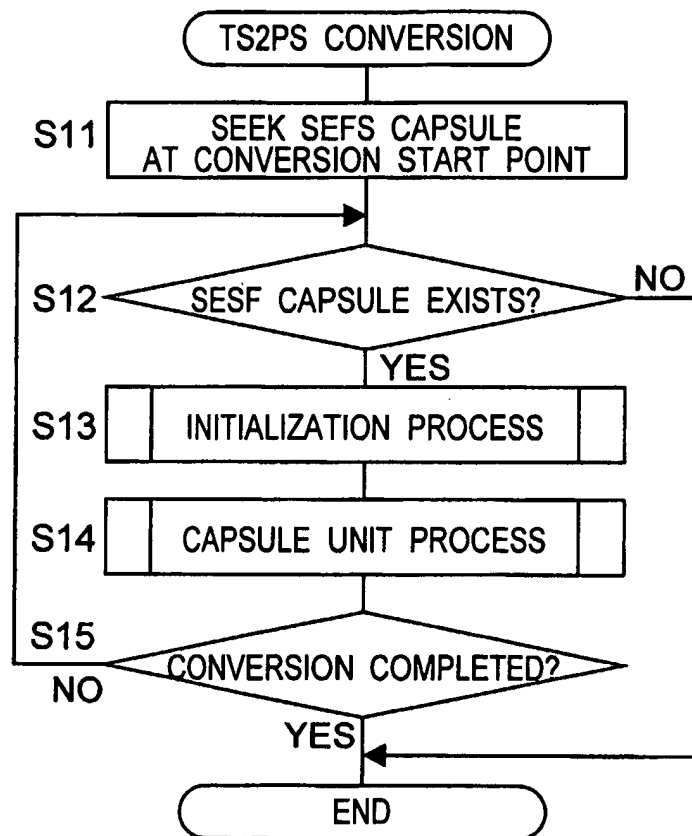 TS2PS CONVERSION
S11
SEEK SEFS CAPSULE
AT CONVERSION START POINT
S12
SESF CAPSULE EXISTS?
NO
YES
S13
INITIALIZATION PROCESS
S14
CAPSULE UNIT PROCESS
S15
CONVERSION COMPLETED?
NO
YES
END